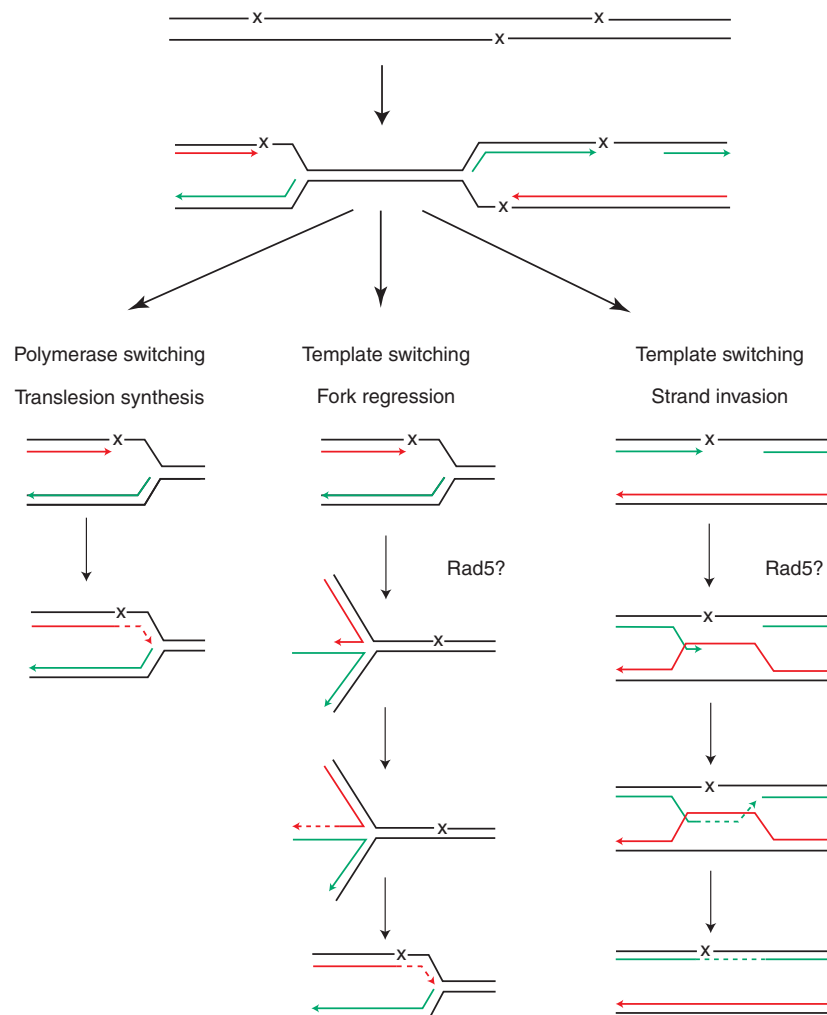 X X
X
X X
X
Polymerase switching Template switching Template switching
Translesion synthesis Fork regression Strand invasion
X X X
Rad5? Rad5?
X X
X
X
X
X X